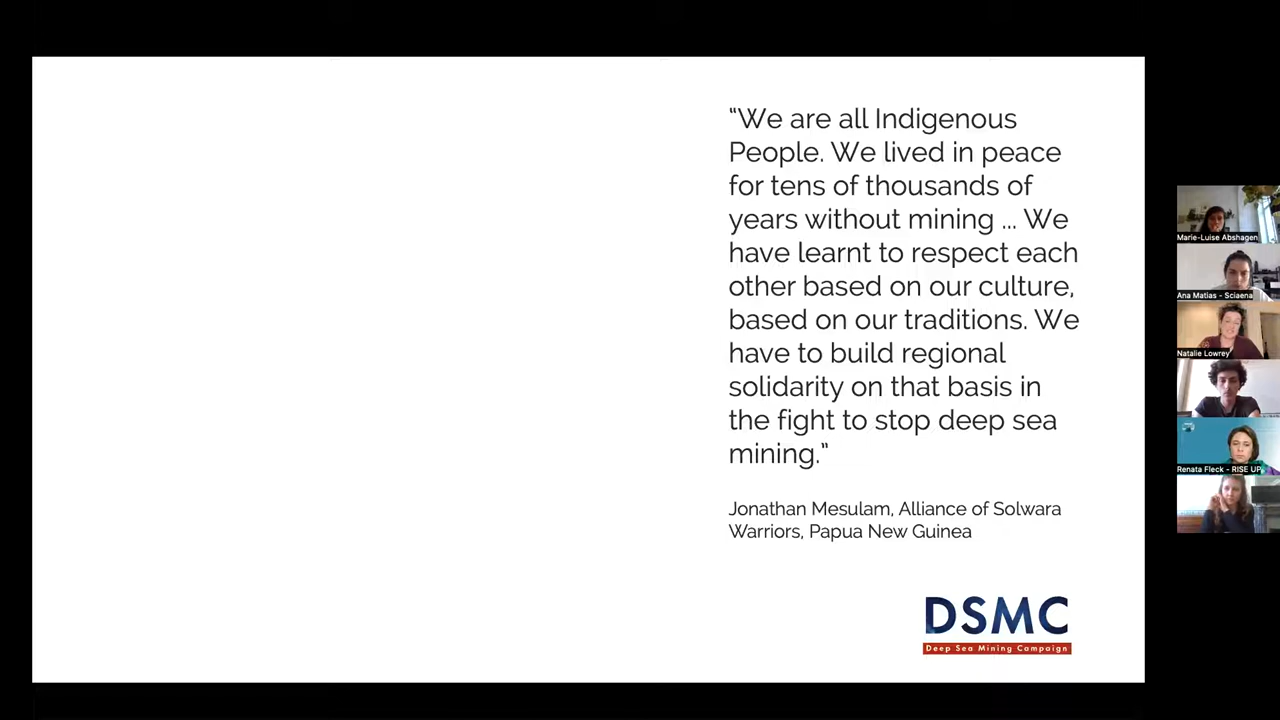 “We are all Indigenous
People. We lived in peace
for tens of thousands of
years without mining ... We
have learnt to respect each
other based on our culture,
based on our traditions. We
have to build regional
solidarity on that basis in
the fight to stop deep sea
mining.”
Jonathan Mesulam, Alliance of Solwara
Warriors, Papua New Guinea
DSMC
Deep Sea Mining Campaign
Marie-Luise Abshagen
Ana Matias - Sciaena
Natalie Lowrey
Renata Fleck - RISE UP